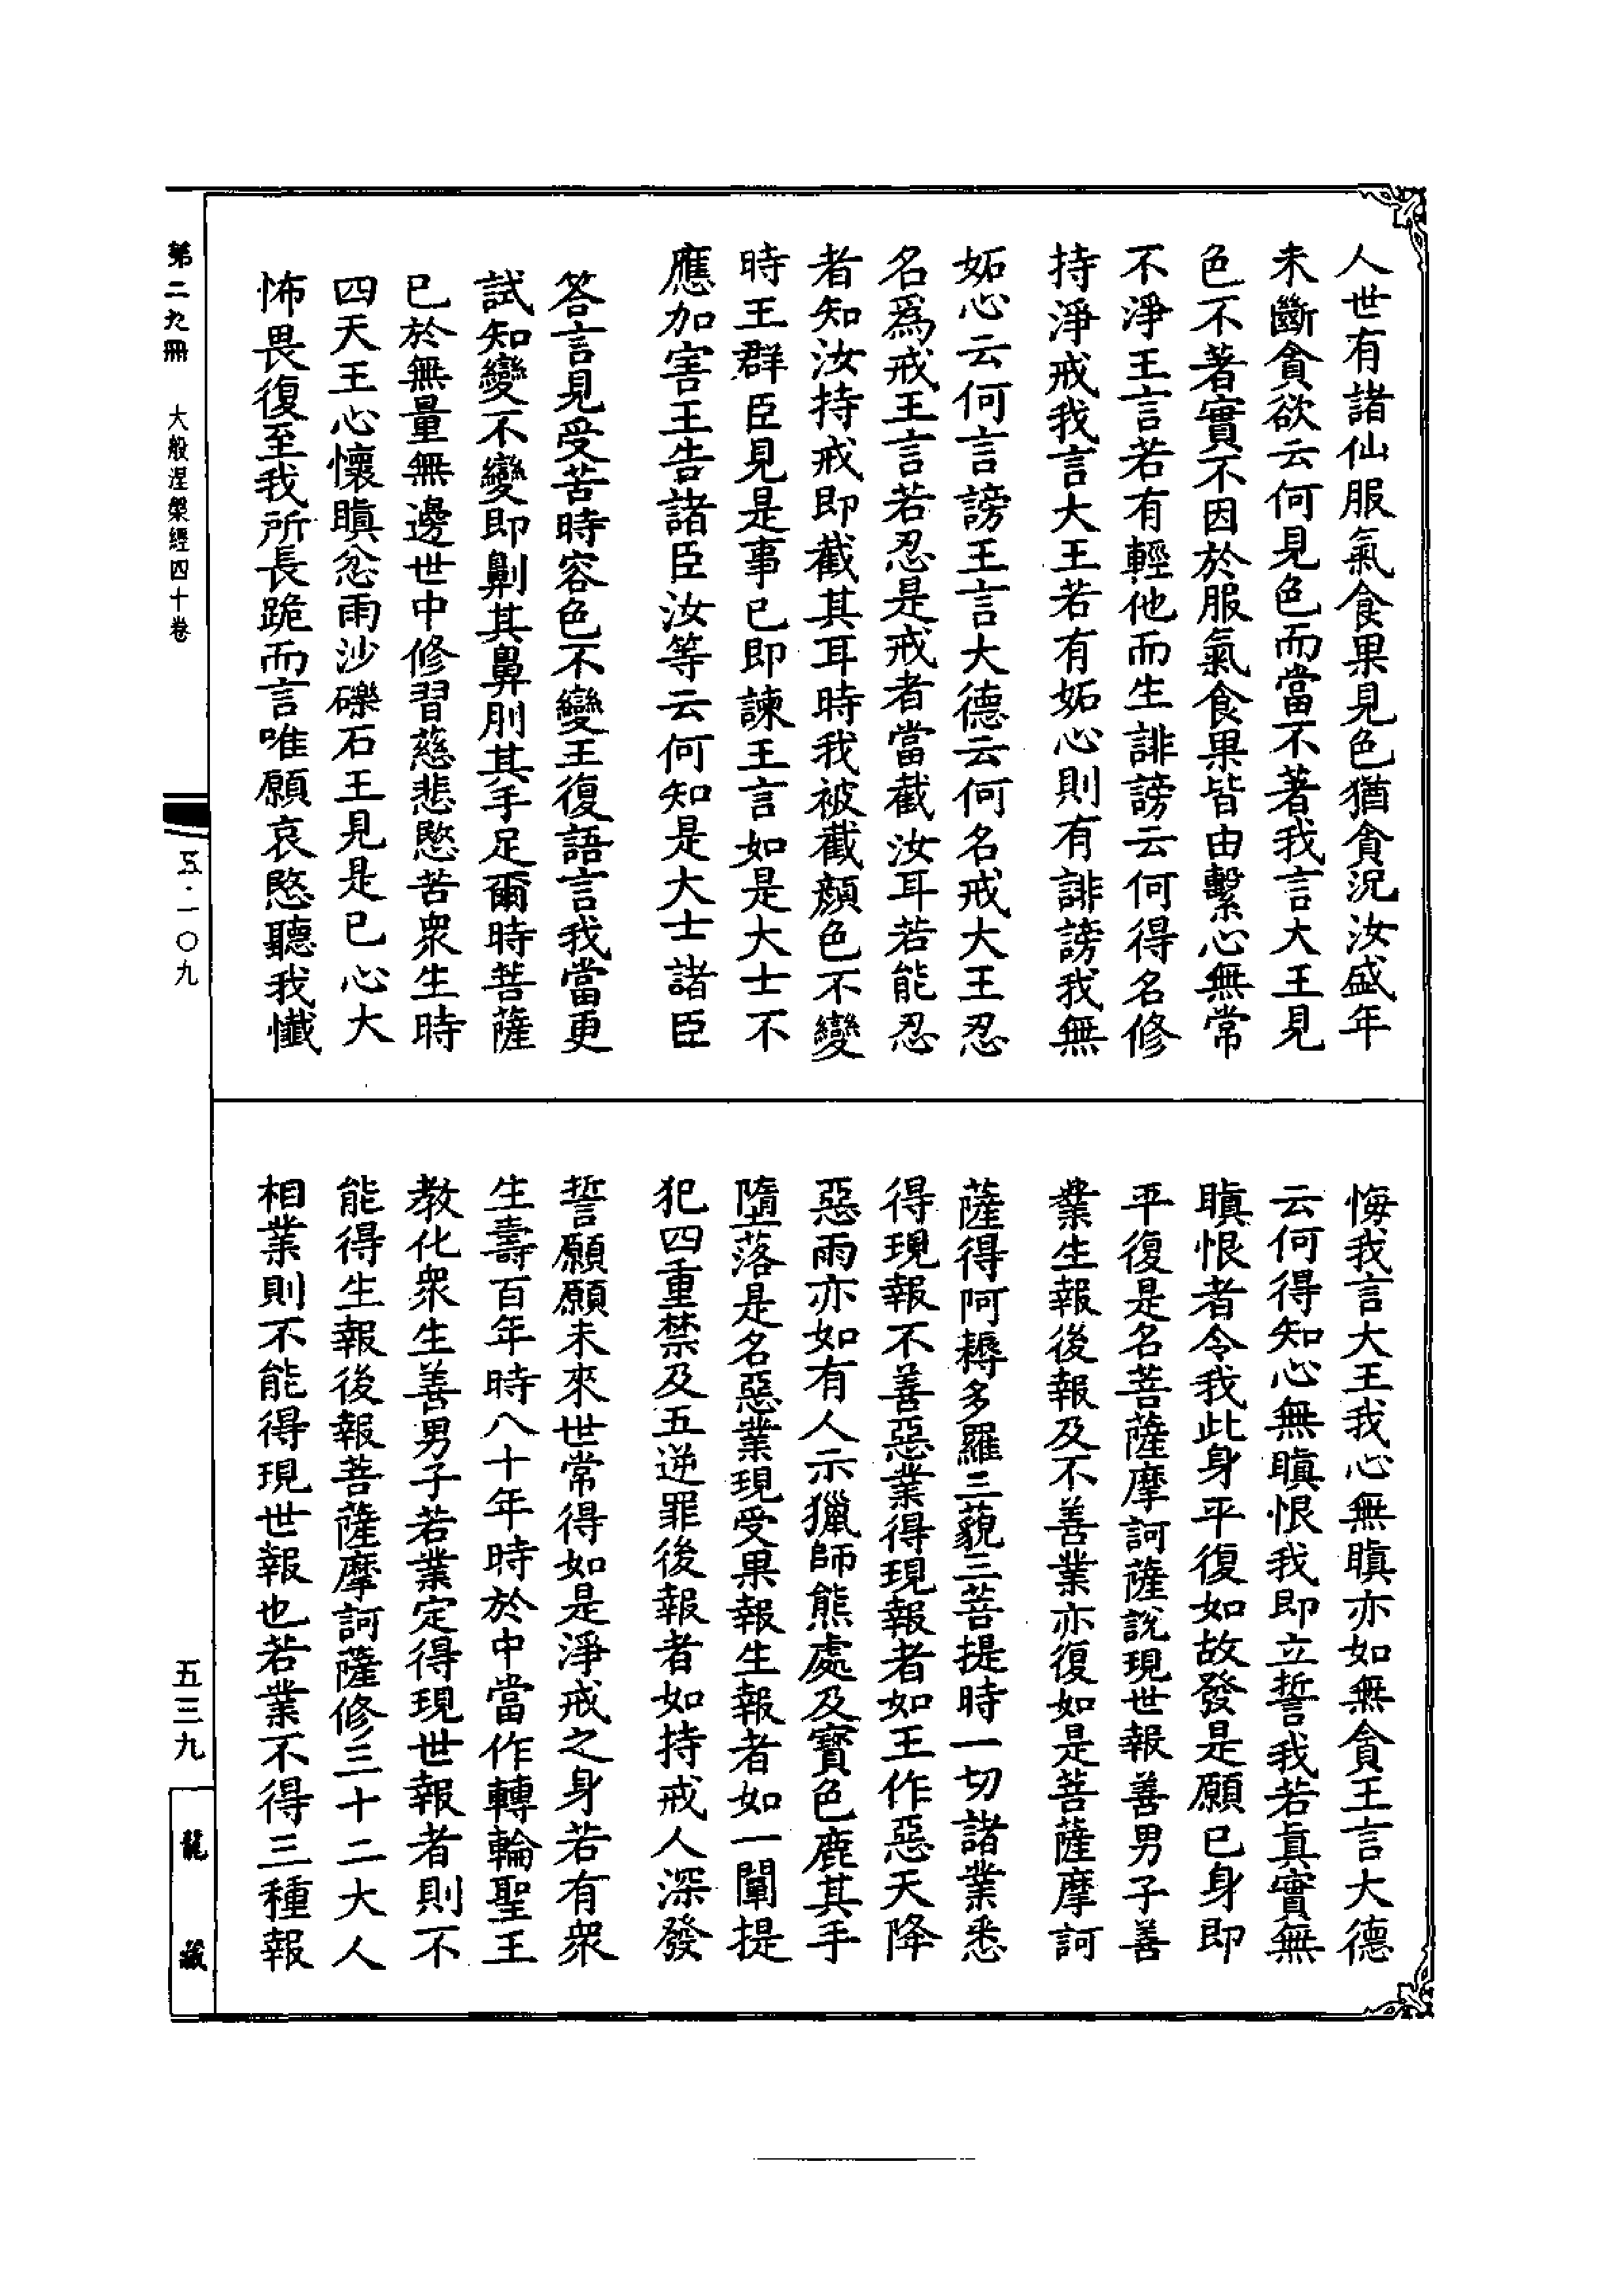 人世有諸仙服氣食果見色猶貪況汝盛年
未斷貪欲云何見色而當不著我言大王見
色不著實不因於服氣食果皆由繫心無常
不淨王言若有輕他而生誹謗云何得名修
持淨戒我言大王若有妬心則有誹謗我無
妬心云何言謗王言大德云何名戒大王忍
名爲戒王言若忍是戒者當截汝耳若能忍
者知汝持戒即截其耳時我被截顏色不變
時王群臣見是事已即諫王言如是大士不
應加害王告諸臣汝等云何知是大士諸臣
答言見受苦時容色不變王復語言我當更
試知變不變即劓其鼻刖其手足爾時菩薩
已於無量無邊世中修習慈悲愍苦衆生時
四天王心懷瞋忿雨沙礫石王見是已心大
怖畏復至我所長跪而言唯願哀愍聽我懺
悔我言大王我心無瞋亦如無貪王言大德
云何得知心無瞋恨我即立誓我若真實無
瞋恨者令我此身平復如故發是願已身即
平復是名菩薩摩訶薩說現世報善男子善
業生報後報及不善業亦復如是菩薩摩訶
薩得阿耨多羅三藐三菩提時一切諸業悉
得現報不善惡業得現報者如王作惡天降
惡雨亦如有人示獵師熊處及寶色鹿其手
墮落是名惡業現受果報生報者如一闡提
犯四重禁及五逆罪後報者如持戒人深發
誓願願未來世常得如是淨戒之身若有衆
生壽百年時八十年時於中當作轉輪聖王
教化衆生善男子若業定得現世報者則不
能得生報後報菩薩摩訶薩修三十二大人
相業則不能得現世報也若業不得三種報
第二九冊 大般涅槃經四十卷
五·一〇九
五三九
龍藏